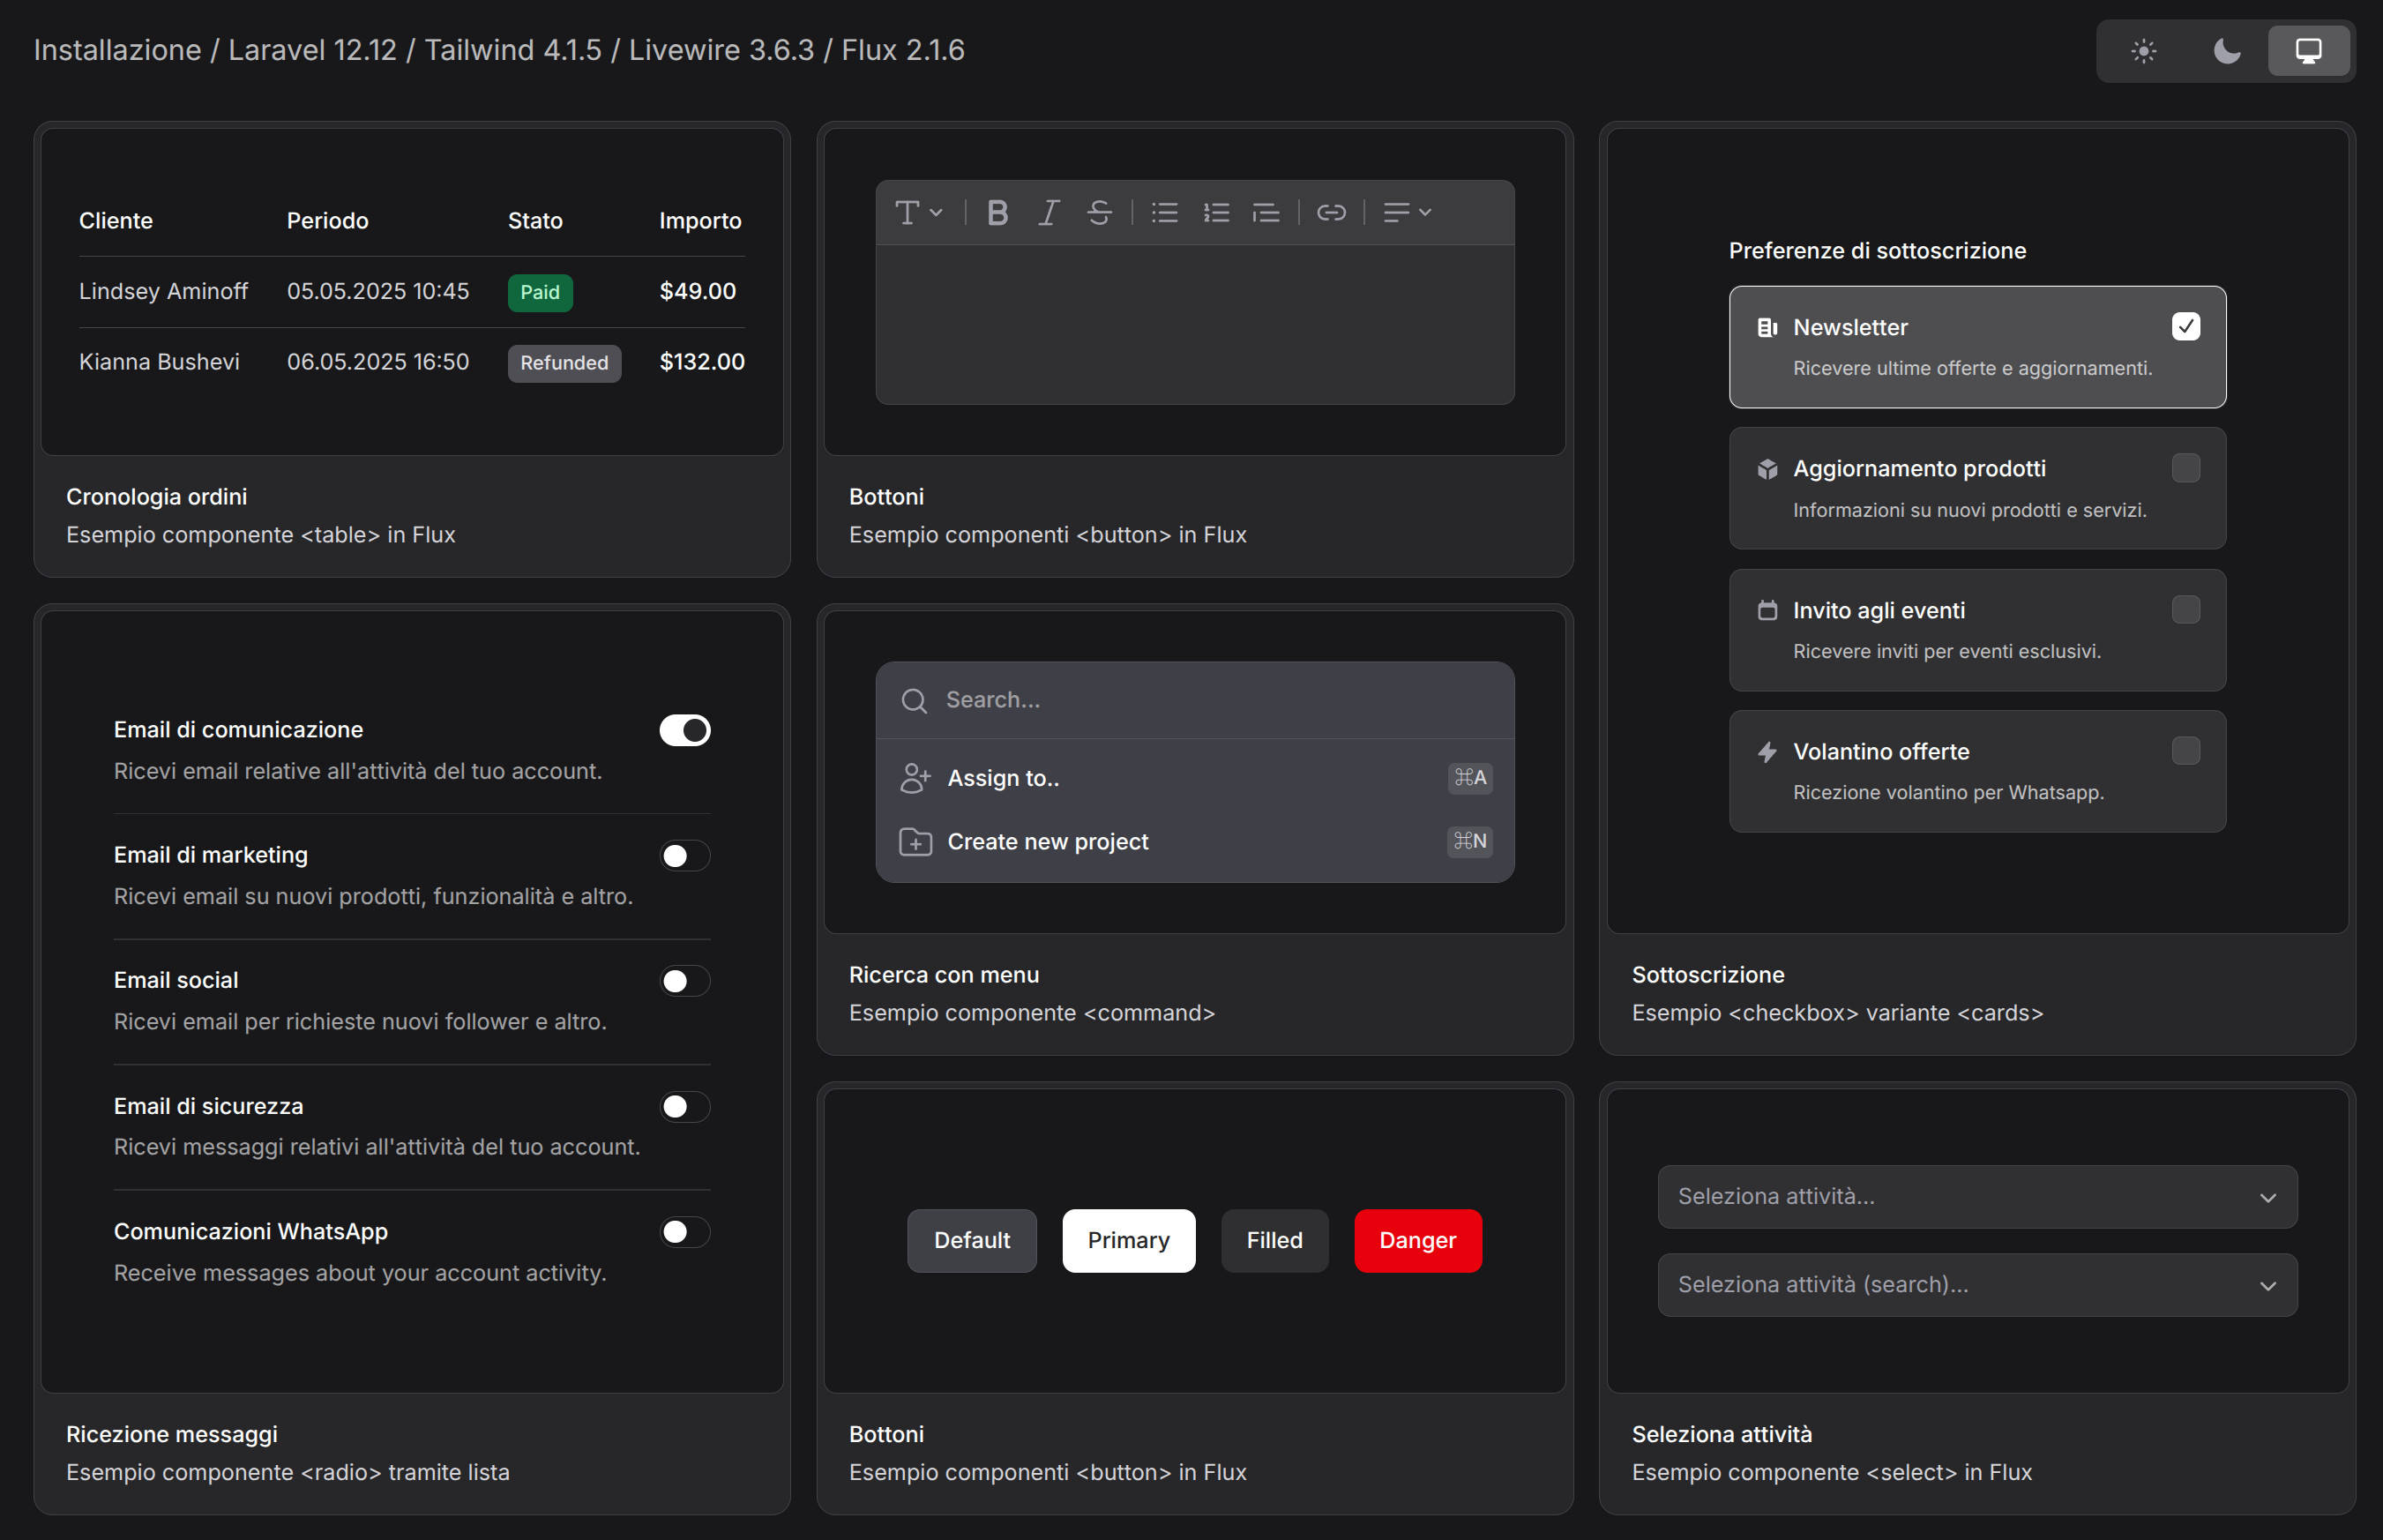 Installazione / Laravel 12.12 / Tailwind 4.1.5 / Livewire 3.6.3 / Flux 2.1.6
Cliente Periodo Stato Importo
Lindsey Aminoff 05.05.2025 10:45 Paid $49.00
Kianna Bushevi 06.05.2025 16:50 Refunded $132.00
Cronologia ordini
Esempio componente <table> in Flux
Bottoni
Esempio componenti <button> in Flux
Preferenze di sottoscrizione
Newsletter
Ricevere ultime offerte e aggiornamenti.
Aggiornamento prodotti
Informazioni su nuovi prodotti e servizi.
Invito agli eventi
Ricevere inviti per eventi esclusivi.
Volantino offerte
Ricezione volantino per Whatsapp.
Sottoscrizione
Esempio <checkbox> variante <cards>
Email di comunicazione
Ricevi email relative all'attività del tuo account.
Email di marketing
Ricevi email su nuovi prodotti, funzionalità e altro.
Email social
Ricevi email per richieste nuovi follower e altro.
Email di sicurezza
Ricevi messaggi relativi all'attività del tuo account.
Comunicazioni WhatsApp
Receive messages about your account activity.
Ricezione messaggi
Esempio componente <radio> tramite lista
Search...
Assign to.. ⌘A
Create new project ⌘N
Ricerca con menu
Esempio componente <command>
Default Primary Filled Danger
Bottoni
Esempio componenti <button> in Flux
Seleziona attività...
Seleziona attività (search)...
Seleziona attività
Esempio componente <select> in Flux